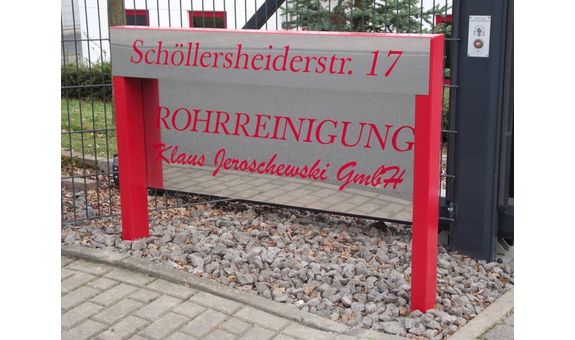 Schöllersheiderstr. 17
ROHRREINIGUNG
Klaus Jeroschewski GmbH